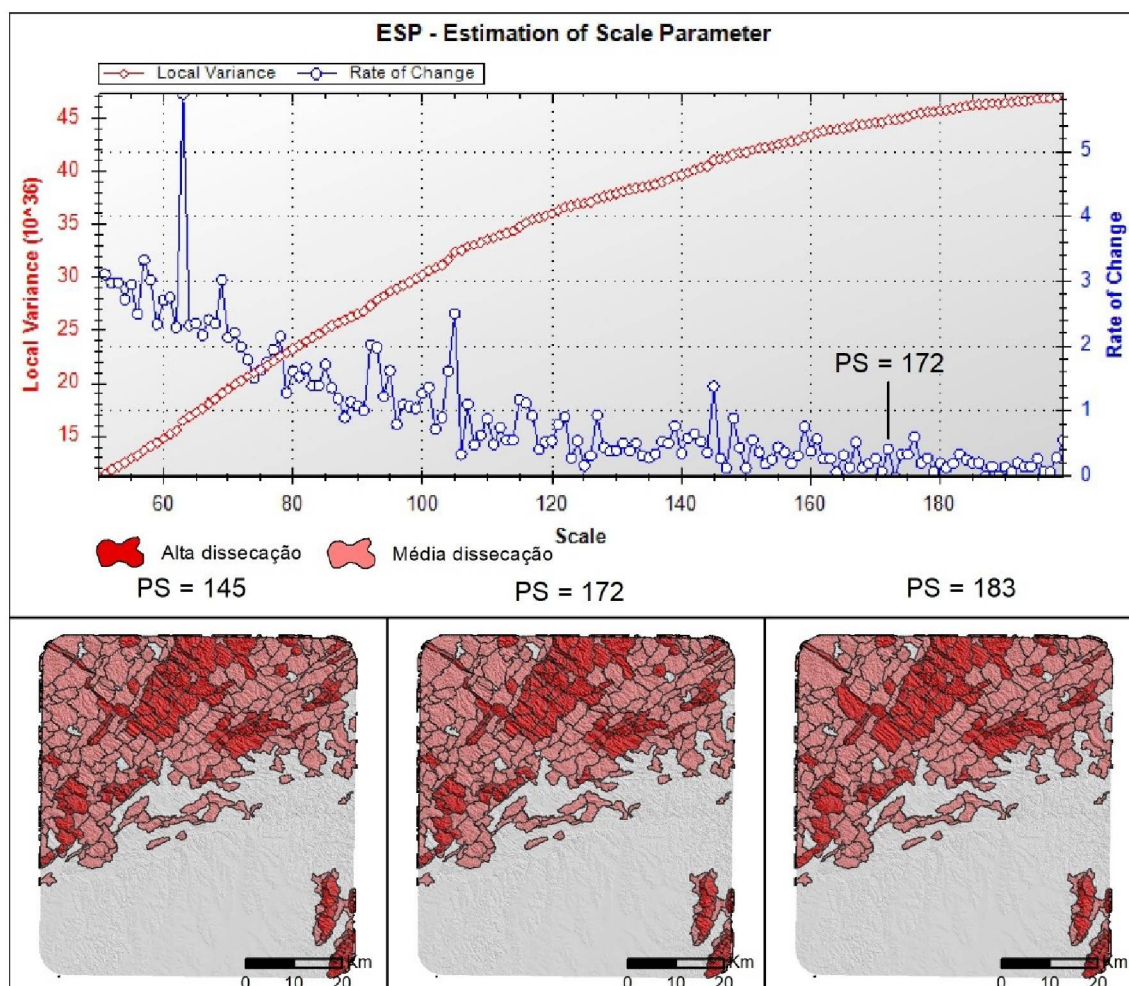 ESP - Estimation of Scale Parameter
Local Variance Rate of Change
45
40
35
30
25
20
15
Local Variance (10^36)
5
4
3
2
1
0
Rate of Change
PS = 172
60 80 100 120 140 160 180
Scale
Alta dissecação Média dissecação
PS = 145 PS = 172 PS = 183
Km Km Km
0 10 20 0 10 20 0 10 20